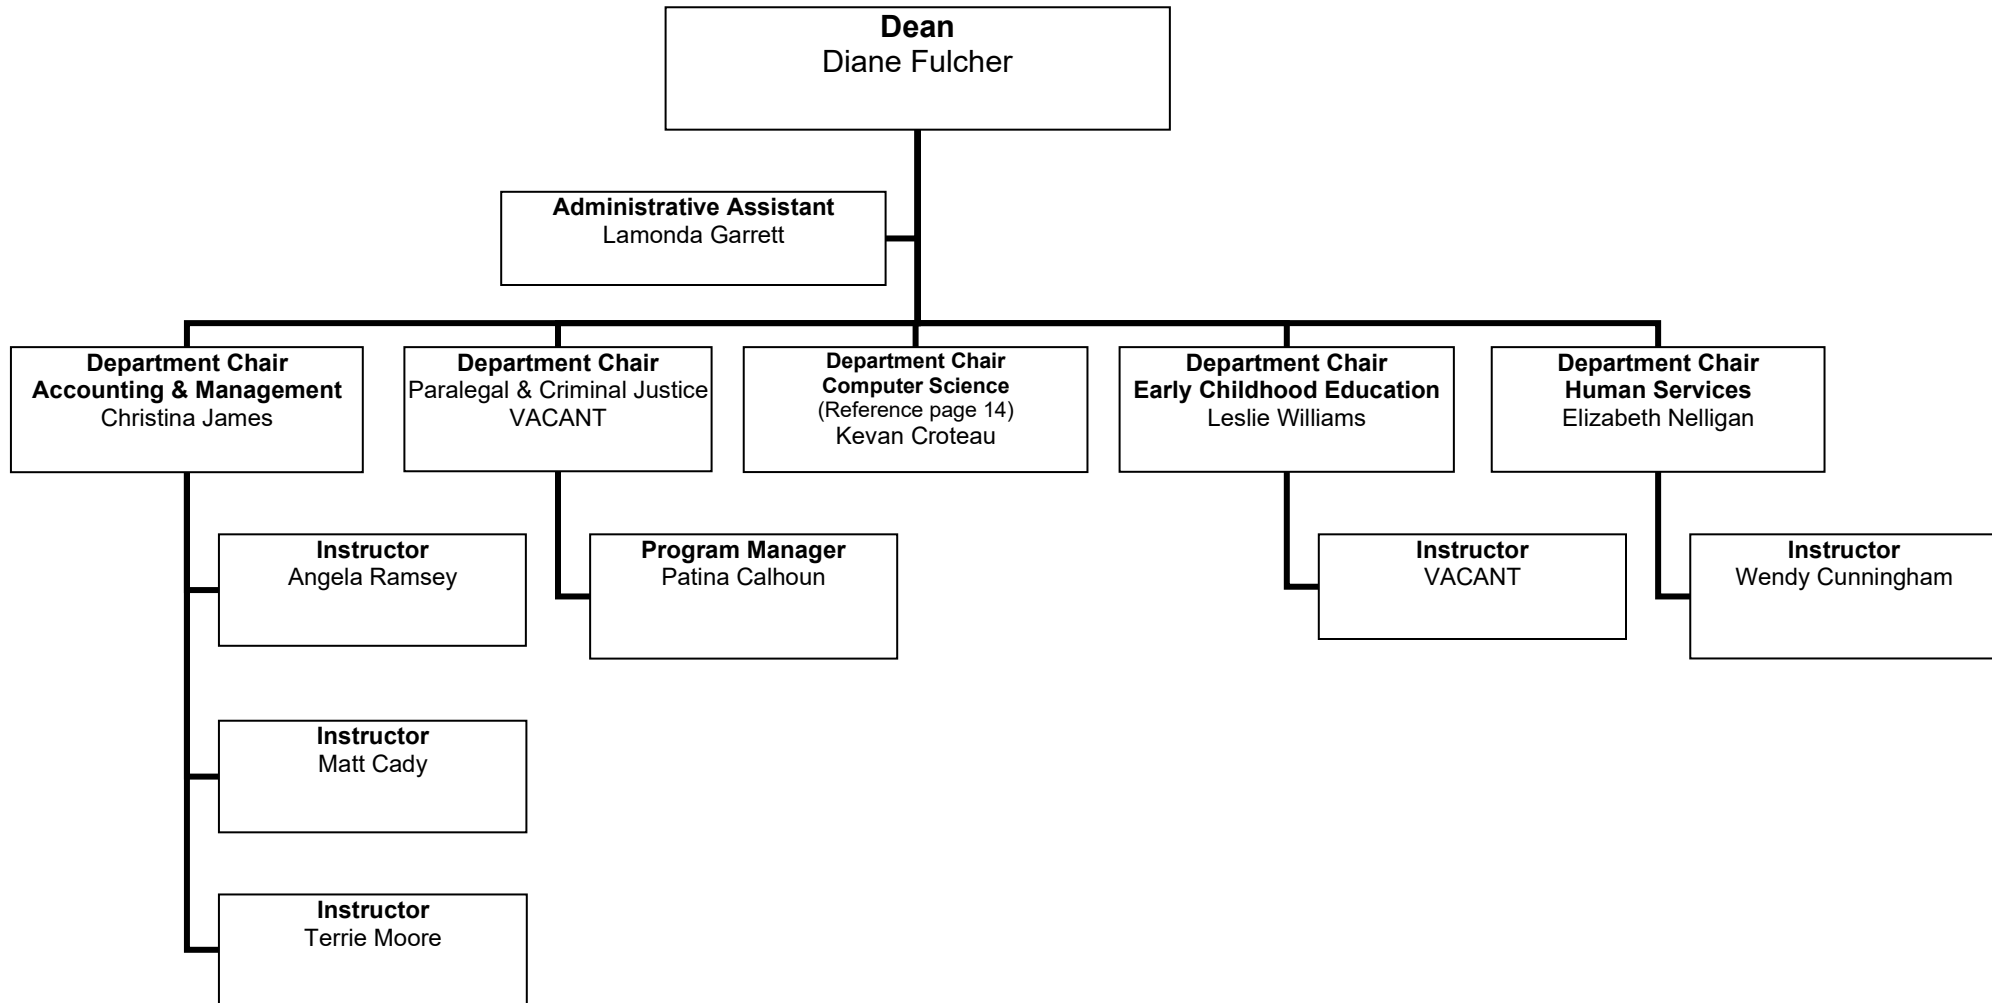 Dean
Diane Fulcher
Administrative Assistant
Lamonda Garrett
Department Chair
Accounting & Management
Christina James
Department Chair
Paralegal & Criminal Justice
VACANT
Department Chair
Computer Science
(Reference page 14)
Kevan Croteau
Department Chair
Early Childhood Education
Leslie Williams
Department Chair
Human Services
Elizabeth Nelligan
Instructor
Angela Ramsey
Program Manager
Patina Calhoun
Instructor
VACANT
Instructor
Wendy Cunningham
Instructor
Matt Cady
Instructor
Terrie Moore